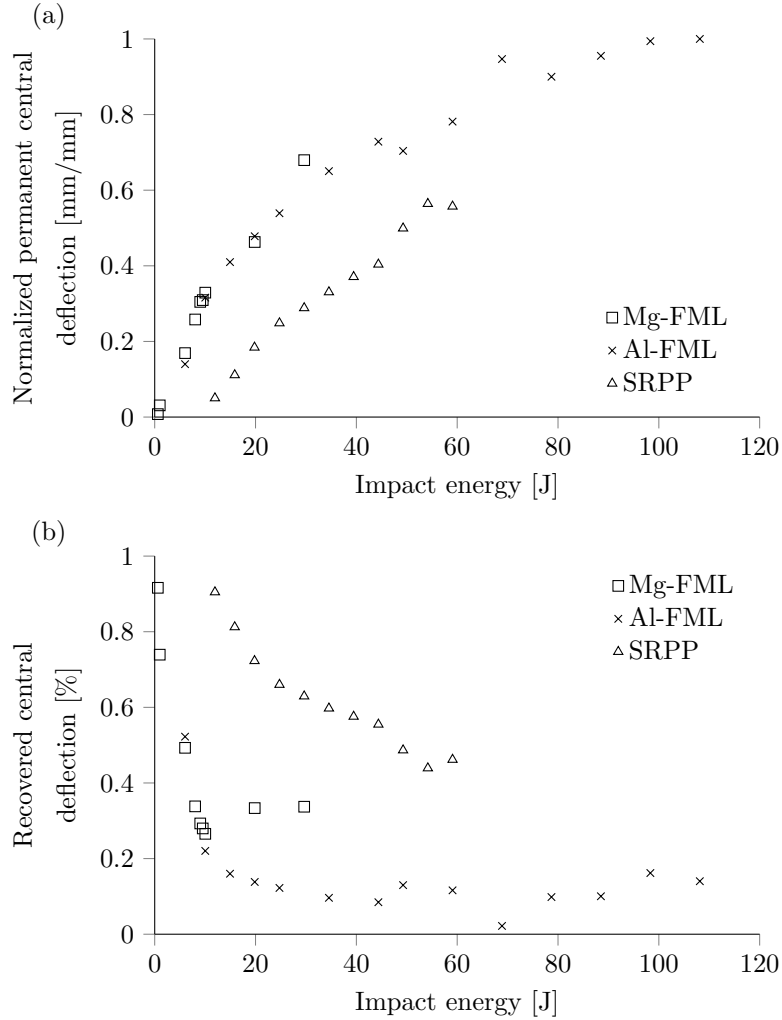 (a)
1
0.8
0.6
0.4
0.2
0
Normalized permanent central
deflection [mm/mm]
Mg-FML
Al-FML
SRPP
0 20 40 60 80 100 120
Impact energy [J]
(b)
1
0.8
0.6
0.4
0.2
0
Recovered central
deflection [%]
Mg-FML
Al-FML
SRPP
0 20 40 60 80 100 120
Impact energy [J]